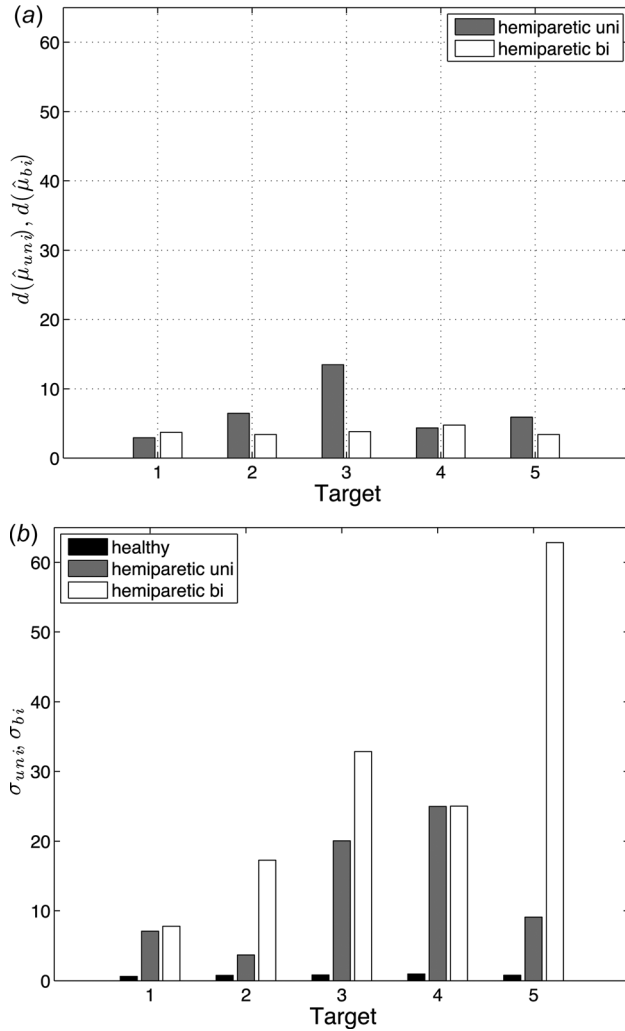 (a)
hemiparetic uni
hemiparetic bi
d(μ̂uni), d(μ̂bi)
60
50
40
30
20
10
0
1 2 3 4 5
Target
(b)
healthy
hemiparetic uni
hemiparetic bi
σuni, σbi
60
50
40
30
20
10
0
1 2 3 4 5
Target